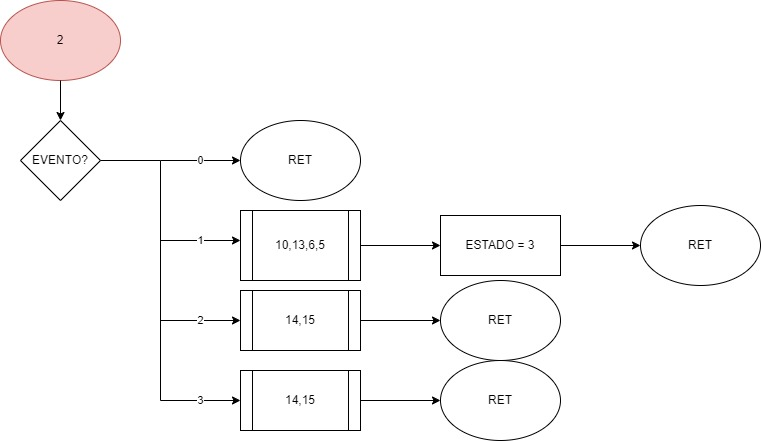 2
EVENTO?
0
RET
1
10,13,6,5
ESTADO = 3
RET
2
14,15
RET
3
14,15
RET